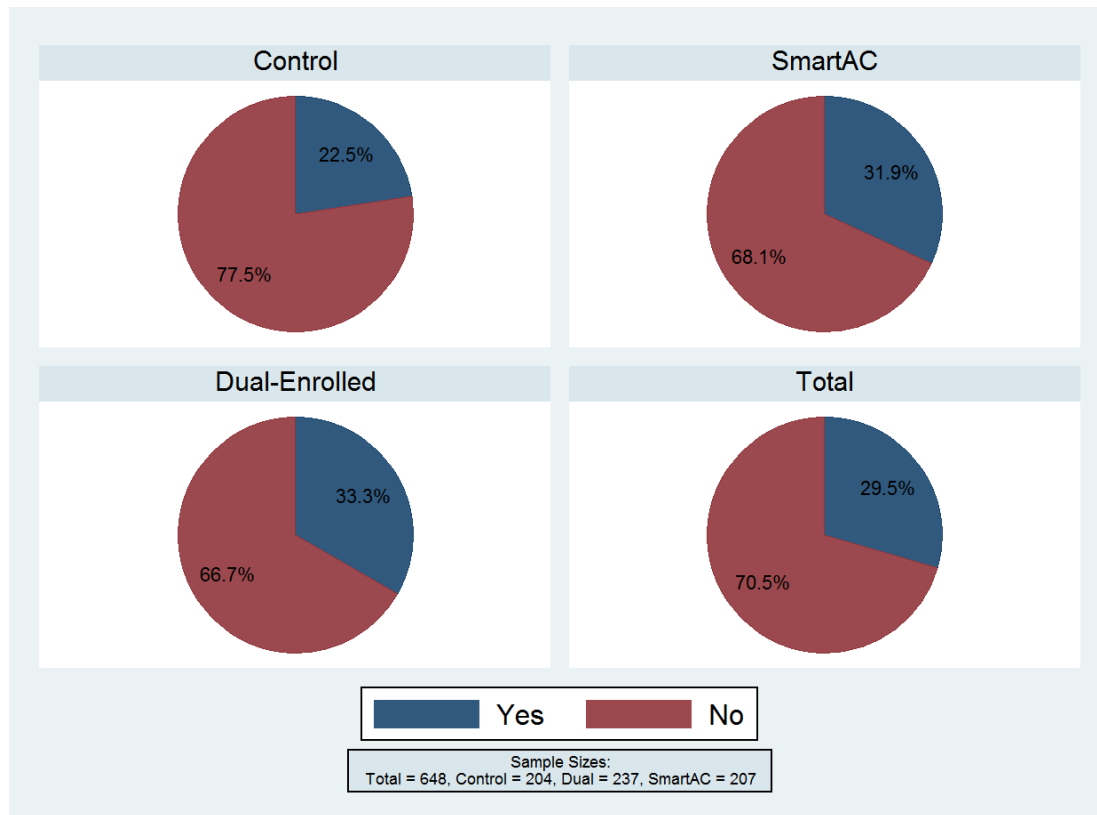 Control
22.5%
77.5%
SmartAC
31.9%
68.1%
Dual-Enrolled
33.3%
66.7%
Total
29.5%
70.5%
Yes
No
Sample Sizes:
Total = 648, Control = 204, Dual = 237, SmartAC = 207